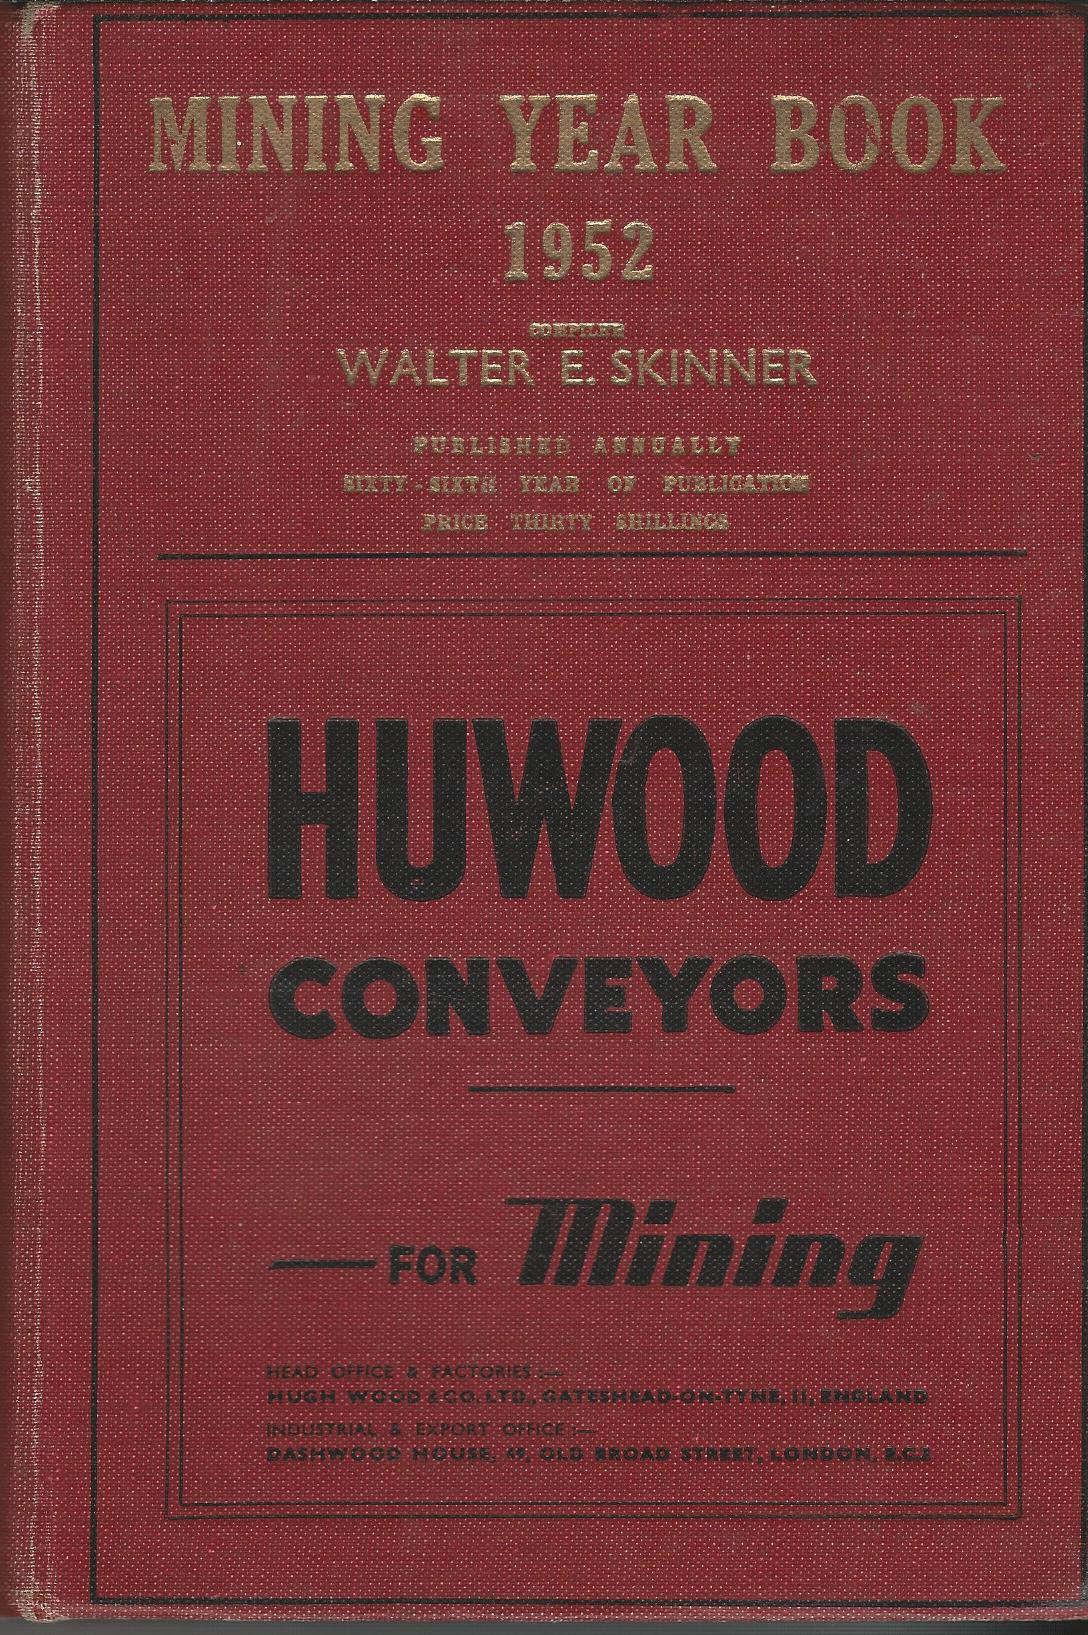 MINING YEAR BOOK
1952
COMPILER
WALTER E. SKINNER
PUBLISHED ANNUALLY
SIXTY-SIXTH YEAR OF PUBLICATION
PRICE THIRTY SHILLINGS
HUWOOD
CONVEYORS
— FOR Mining
HEAD OFFICE & FACTORIES :—
HUGH WOOD & CO. LTD., GATESHEAD-ON-TYNE, 11, ENGLAND
INDUSTRIAL & EXPORT OFFICE :—
DASHWOOD HOUSE, 69, OLD BROAD STREET, LONDON, E.C.2